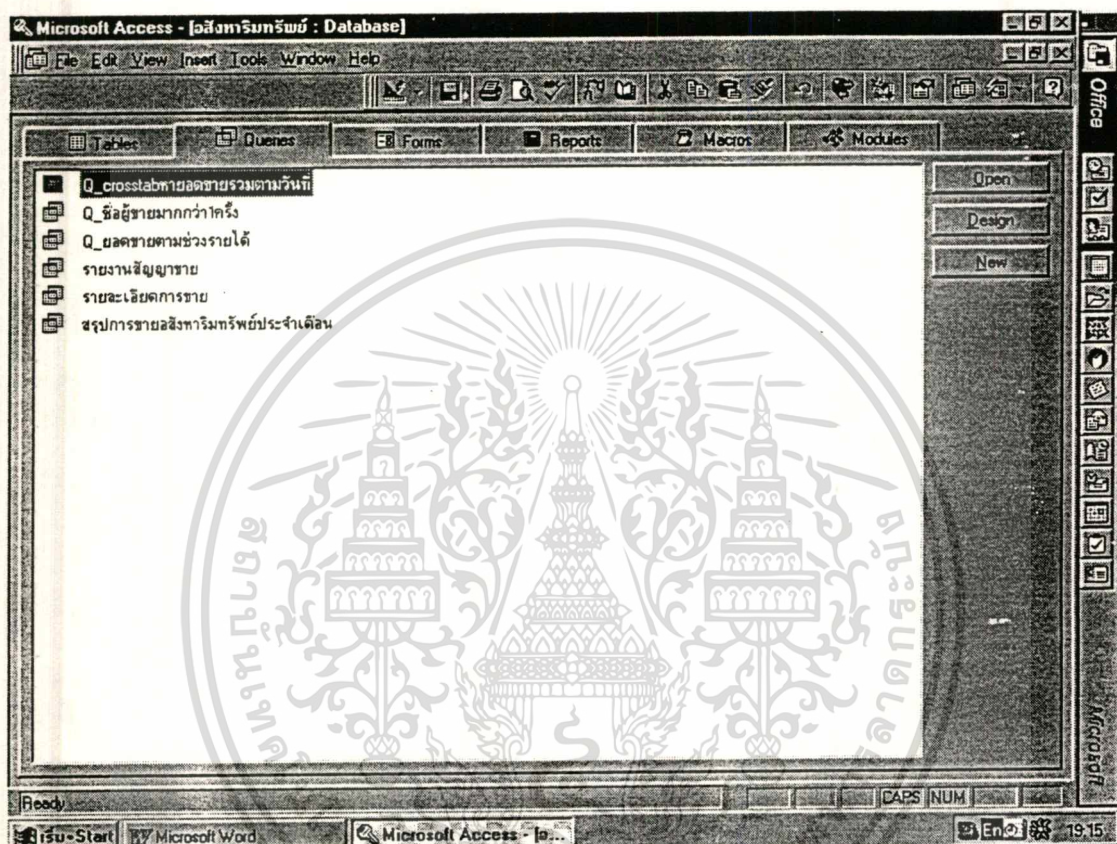 Microsoft Access - [อสังหาริมทรัพย์ : Database]
File Edit View Insert Tools Window Help
Office
Tables Queries Forms Reports Macros Modules
Q_crosstabหายอดขายรวมตามวันที่
Q_ชื่อผู้ขายมากกว่า1ครั้ง
Q_ยอดขายตามช่วงรายได้
รายงานสัญญาขาย
รายละเอียดการขาย
สรุปการขายอสังหาริมทรัพย์ประจำเดือน
Open
Design
New
Microsoft
Ready
CAPS NUM
เริ่ม-Start Microsoft Word Microsoft Access - [อ... En 19:15